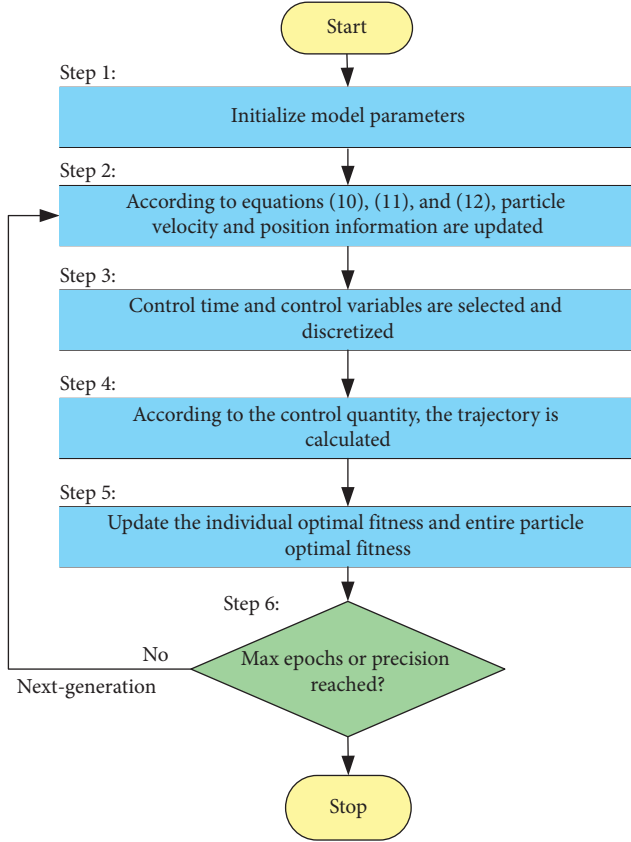 Start
Step 1:
Initialize model parameters
Step 2:
According to equations (10), (11), and (12), particle
velocity and position information are updated
Step 3:
Control time and control variables are selected and
discretized
Step 4:
According to the control quantity, the trajectory is
calculated
Step 5:
Update the individual optimal fitness and entire particle
optimal fitness
Step 6:
No
Next-generation
Max epochs or precision
reached?
Stop